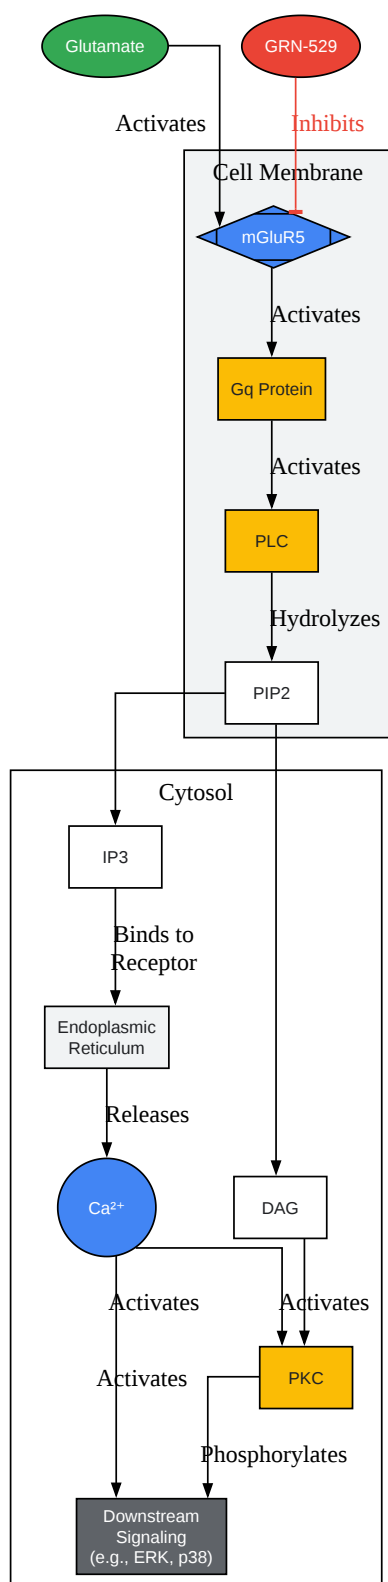 Glutamate
GRN-529
Activates
Inhibits
Cell Membrane
mGluR5
Activates
Gq Protein
Activates
PLC
Hydrolyzes
PIP2
Cytosol
IP3
Binds to
Receptor
Endoplasmic
Reticulum
Releases
Ca²⁺
DAG
Activates
Activates
Activates
PKC
Phosphorylates
Downstream
Signaling
(e.g., ERK, p38)